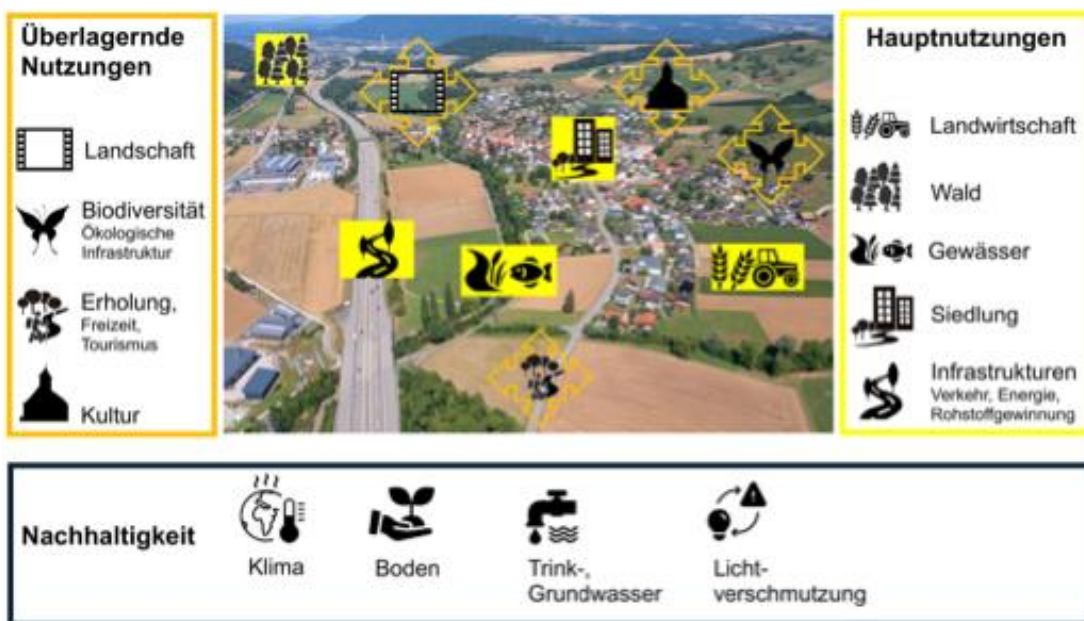 Überlagernde
Nutzungen
Landschaft
Biodiversität
Ökologische
Infrastruktur
Erholung,
Freizeit,
Tourismus
Kultur
Hauptnutzungen
Landwirtschaft
Wald
Gewässer
Siedlung
Infrastrukturen
Verkehr, Energie,
Rohstoffgewinnung
Nachhaltigkeit
Klima
Boden
Trink-,
Grundwasser
Licht-
verschmutzung